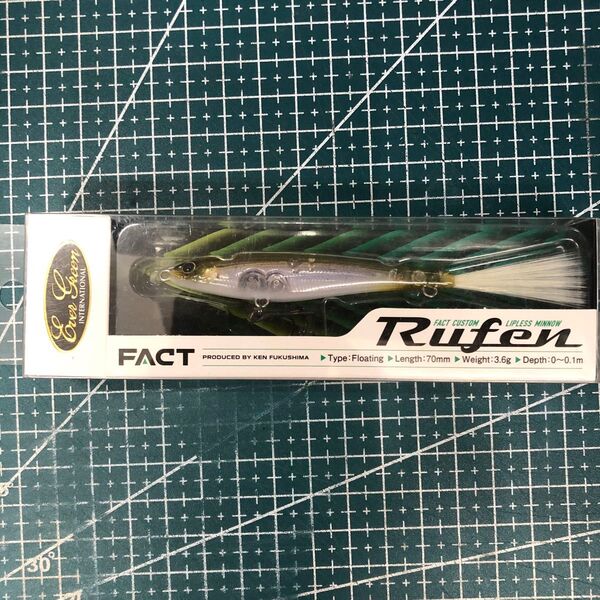 Ever Green
INTERNATIONAL
FACT CUSTOM LIPLESS MINNOW
Rufen
FACT
PRODUCED BY KEN FUKUSHIMA
▶Type:Floating ▶Length:70mm ▶Weight:3.6g ▶Depth:0〜0.1m
30°